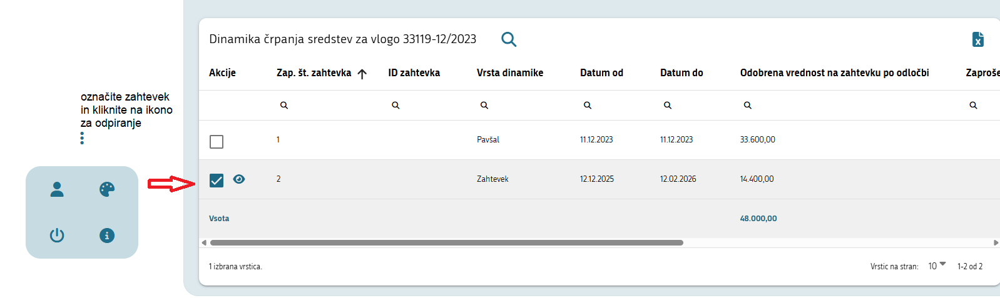 Dinamika črpanja sredstev za vlogo 33119-12/2023
označite zahtevek
in kliknite na ikono
za odpiranje
Akcije Zap. št. zahtevka ID zahtevka Vrsta dinamike Datum od Datum do Odobrena vrednost na zahtevku po odločbi Zaproše
1 Pavšal 11.12.2023 11.12.2023 33.600,00
2 Zahtevek 12.12.2025 12.02.2026 14.400,00
Vsota 48.000,00
1 izbrana vrstica. Vrstic na stran: 10 1-2 od 2